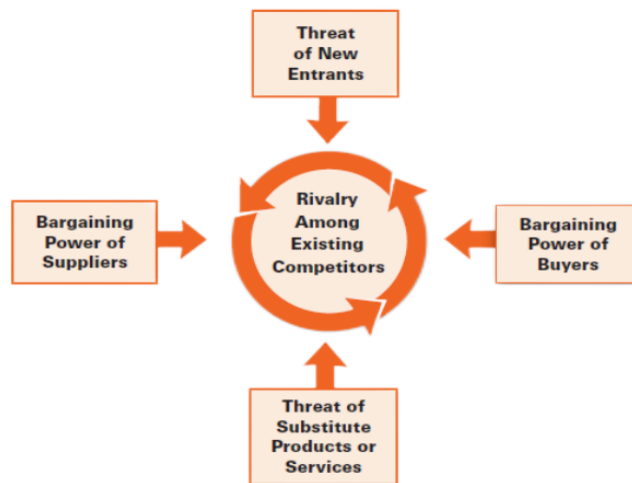 Threat
of New
Entrants
Rivalry
Among
Existing
Competitors
Bargaining
Power of
Suppliers
Bargaining
Power of
Buyers
Threat of
Substitute
Products or
Services